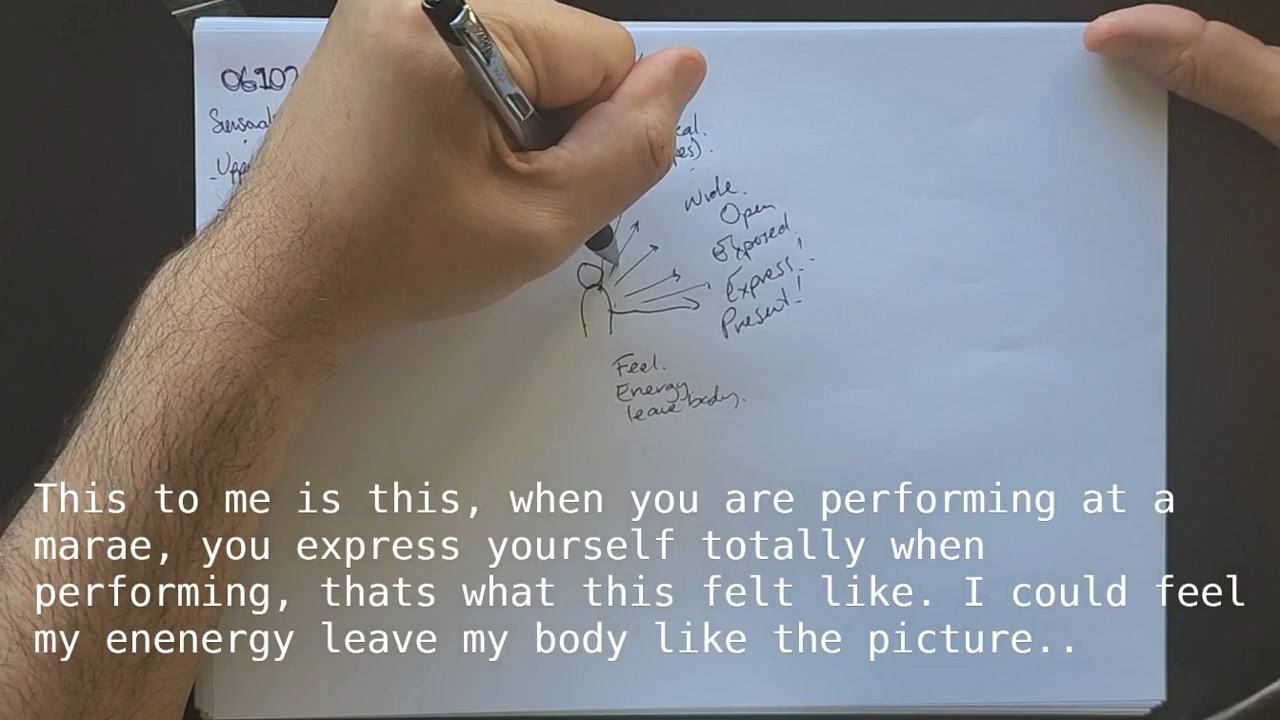 Wide.
Open
Exposed.
Express..!
Present!
Feel.
Energy.
leave body.
This to me is this, when you are performing at a
marae, you express yourself totally when
performing, thats what this felt like. I could feel
my enenergy leave my body like the picture..